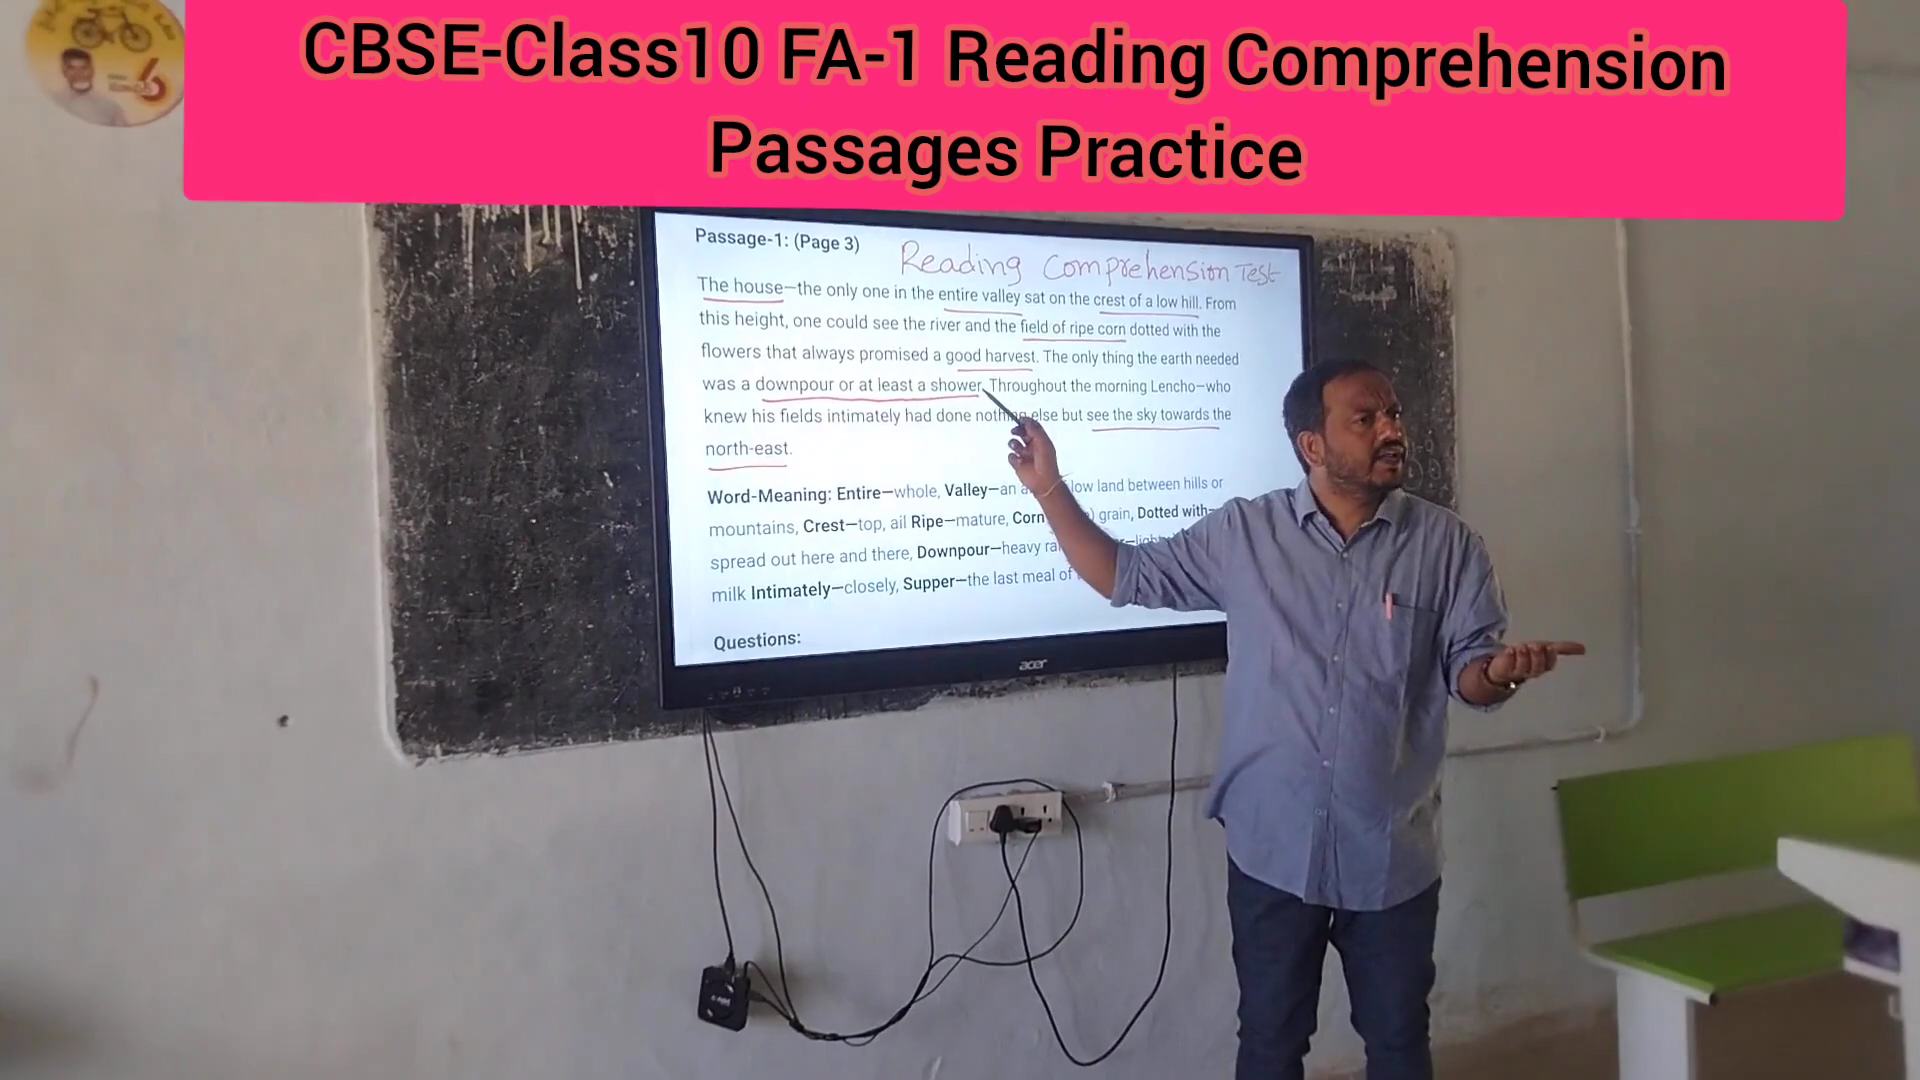 CBSE-Class10 FA-1 Reading Comprehension
Passages Practice
Passage-1: (Page 3)
Reading Comprehension Test
The house—the only one in the entire valley sat on the crest of a low hill. From
this height, one could see the river and the field of ripe corn dotted with the
flowers that always promised a good harvest. The only thing the earth needed
was a downpour or at least a shower. Throughout the morning Lencho—who
knew his fields intimately had done nothing else but see the sky towards the
north-east.
Word-Meaning: Entire—whole, Valley—an low land between hills or
mountains, Crest—top, ail Ripe—mature, Corn grain, Dotted with—
spread out here and there, Downpour—heavy
milk Intimately—closely, Supper—the last meal of
Questions:
acer